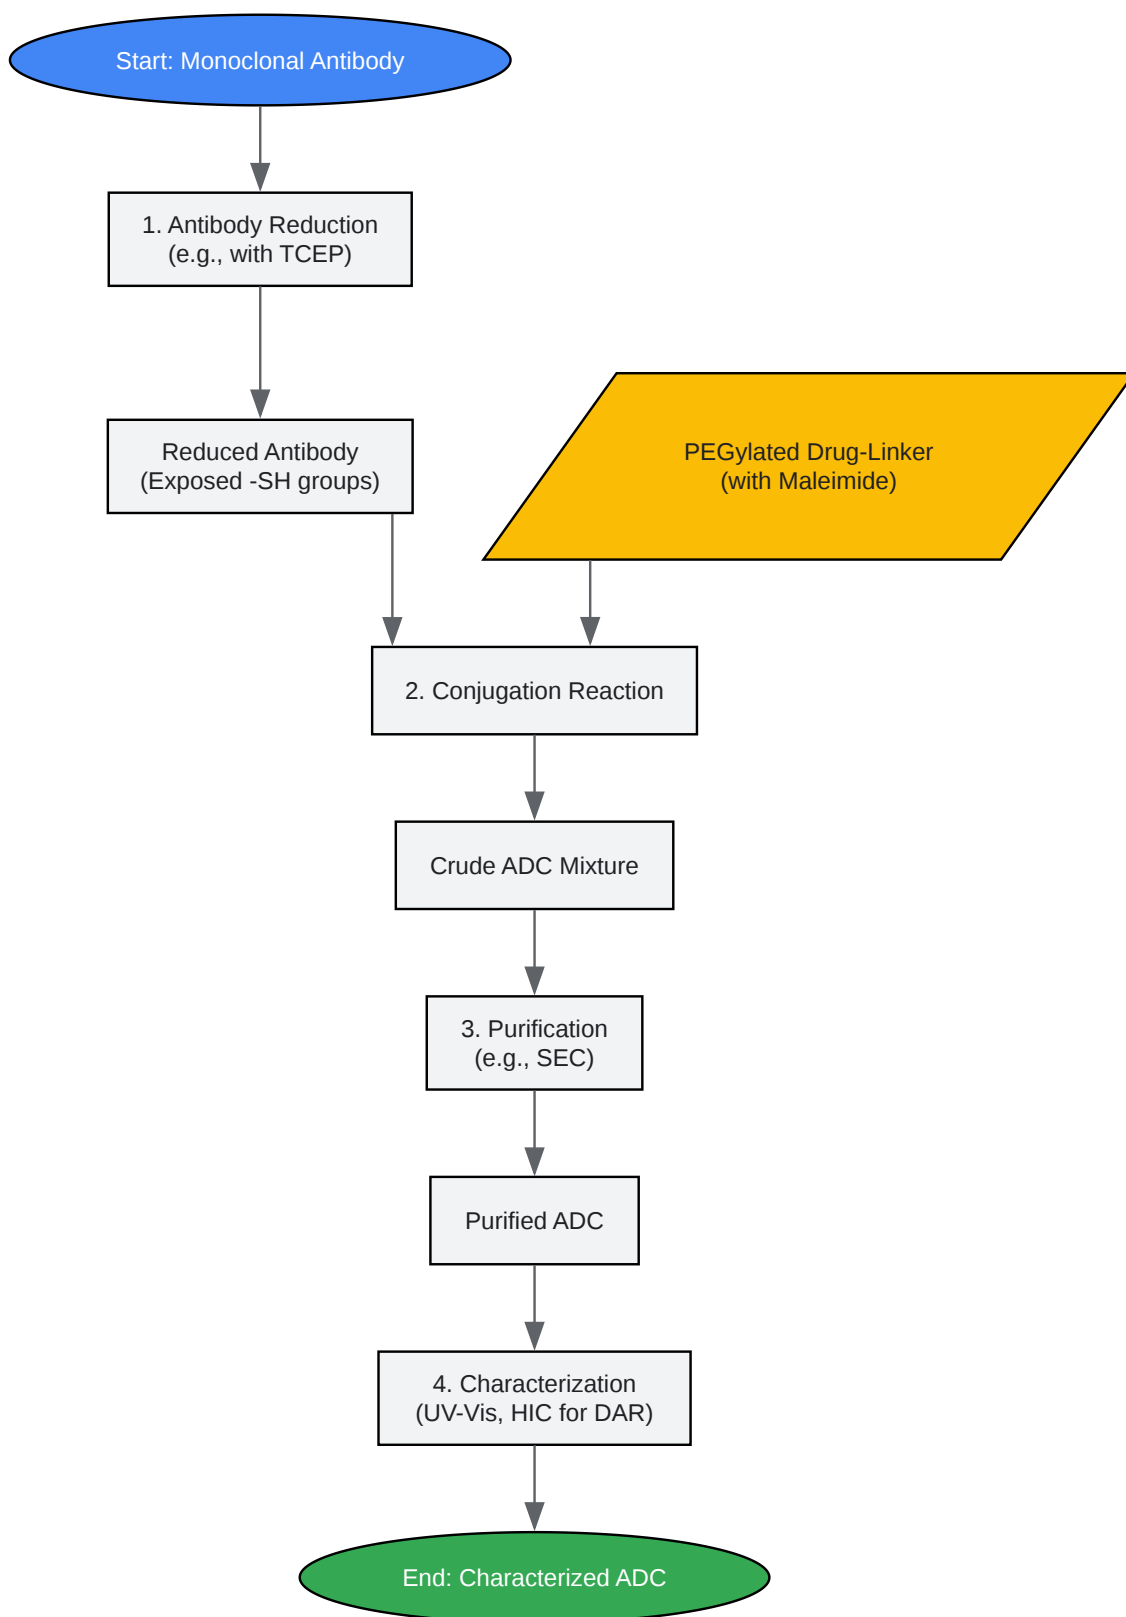 Start: Monoclonal Antibody
1. Antibody Reduction
(e.g., with TCEP)
Reduced Antibody
(Exposed -SH groups)
PEGylated Drug-Linker
(with Maleimide)
2. Conjugation Reaction
Crude ADC Mixture
3. Purification
(e.g., SEC)
Purified ADC
4. Characterization
(UV-Vis, HIC for DAR)
End: Characterized ADC